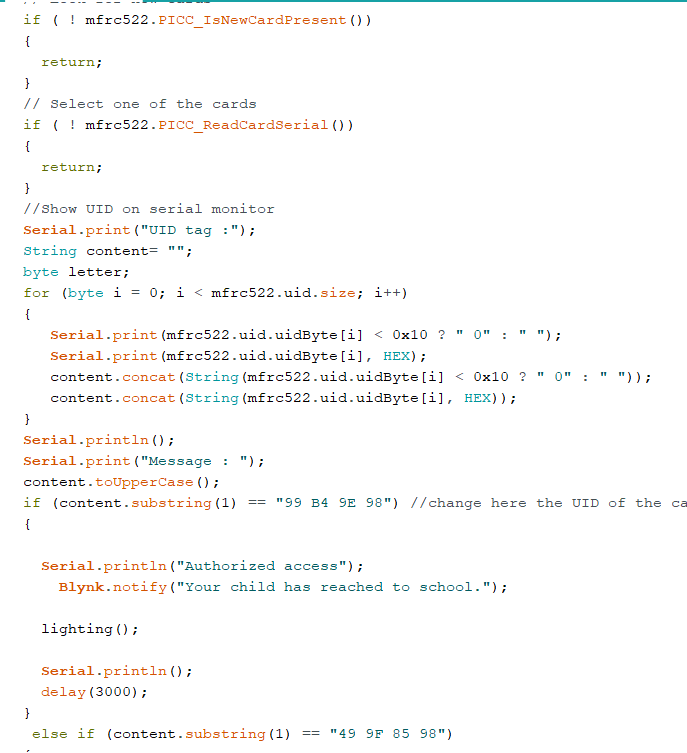 if ( ! mfrc522.PICC_IsNewCardPresent())
{
return;
}
// Select one of the cards
if ( ! mfrc522.PICC_ReadCardSerial())
{
return;
}
//Show UID on serial monitor
Serial.print("UID tag :");
String content= "";
byte letter;
for (byte i = 0; i < mfrc522.uid.size; i++)
{
Serial.print(mfrc522.uid.uidByte[i] < 0x10 ? " 0" : " ");
Serial.print(mfrc522.uid.uidByte[i], HEX);
content.concat(String(mfrc522.uid.uidByte[i] < 0x10 ? " 0" : " "));
content.concat(String(mfrc522.uid.uidByte[i], HEX));
}
Serial.println();
Serial.print("Message : ");
content.toUpperCase();
if (content.substring(1) == "99 B4 9E 98") //change here the UID of the ca
{
Serial.println("Authorized access");
Blynk.notify("Your child has reached to school.");
lighting();
Serial.println();
delay(3000);
}
else if (content.substring(1) == "49 9F 85 98")